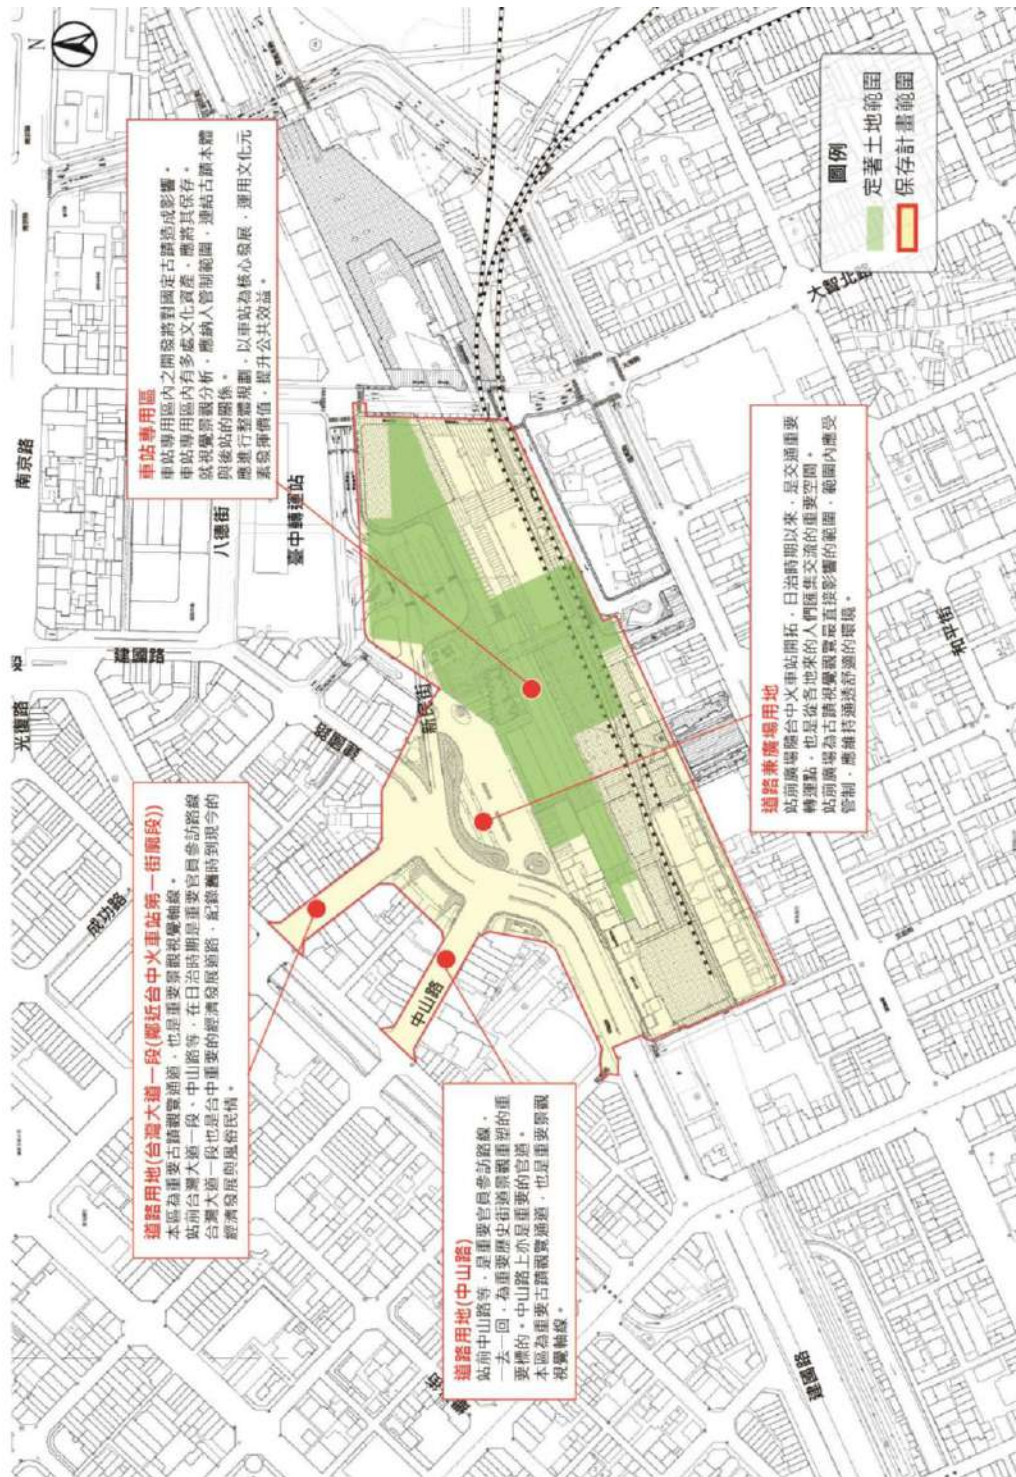 N
南京路
八德街
臺中轉運站
建國路
光復路
新民街
建國路
成功路
中山路
大智北路
和平街
建國路
街
車站專用區
車站專用區內之開發將對國定古蹟造成影響。
車站專用區內有多處文化資產，應將其保存。
就視覺景觀分析，應納入管制範圍，連結古蹟本體
與後站的關係。
應進行整體規劃，以車站為核心發展，運用文化元
素發揮價值，提升公共效益。
道路用地(台灣大道一段(鄰近台中火車站第一街廓段))
本區為重要古蹟觀覽通道，也是重要景觀視覺軸線。
站前台灣大道一段、中山路等，在日治時期是重要官員參訪路線
台灣大道一段也是台中重要的經濟發展道路，紀錄舊時到現今的
經濟發展與風俗民情。
道路用地(中山路)
站前中山路等，是重要官員參訪路線，
一去一回，為重要歷史街道景觀重塑的重
要標的。中山路上亦是重要的官道。
本區為重要古蹟觀覽通道，也是重要景觀
視覺軸線。
道路兼廣場用地
站前廣場隨台中火車站開拓，日治時期以來，是交通重要
轉運點，也是從各地來的人們匯集交流的重要空間。
站前廣場為古蹟視覺觀覽最直接影響的範圍，範圍內應受
管制，應維持通透舒適的環境。
圖例
定著土地範圍
保存計畫範圍